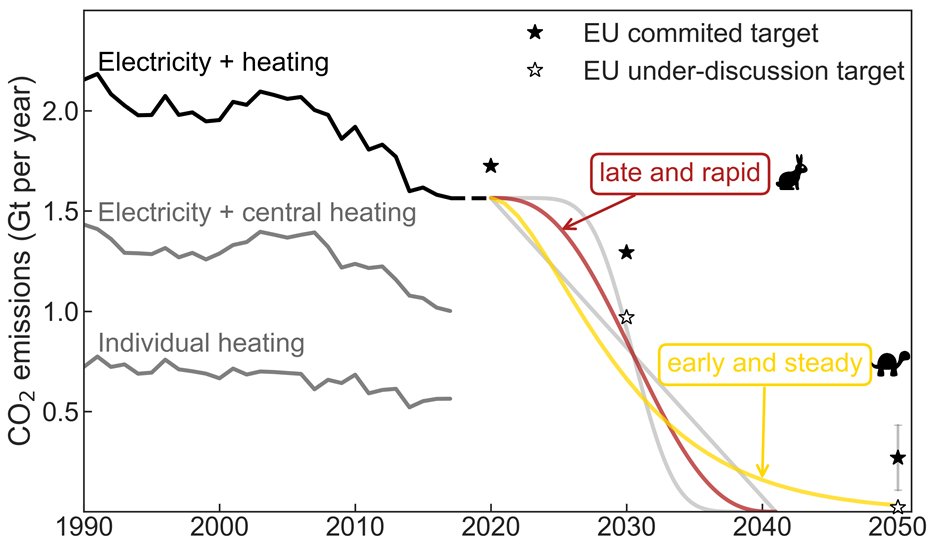 EU commited target
EU under-discussion target
Electricity + heating
late and rapid
Electricity + central heating
Individual heating
early and steady
CO₂ emissions (Gt per year)
2.0
1.5
1.0
0.5
1990 2000 2010 2020 2030 2040 2050